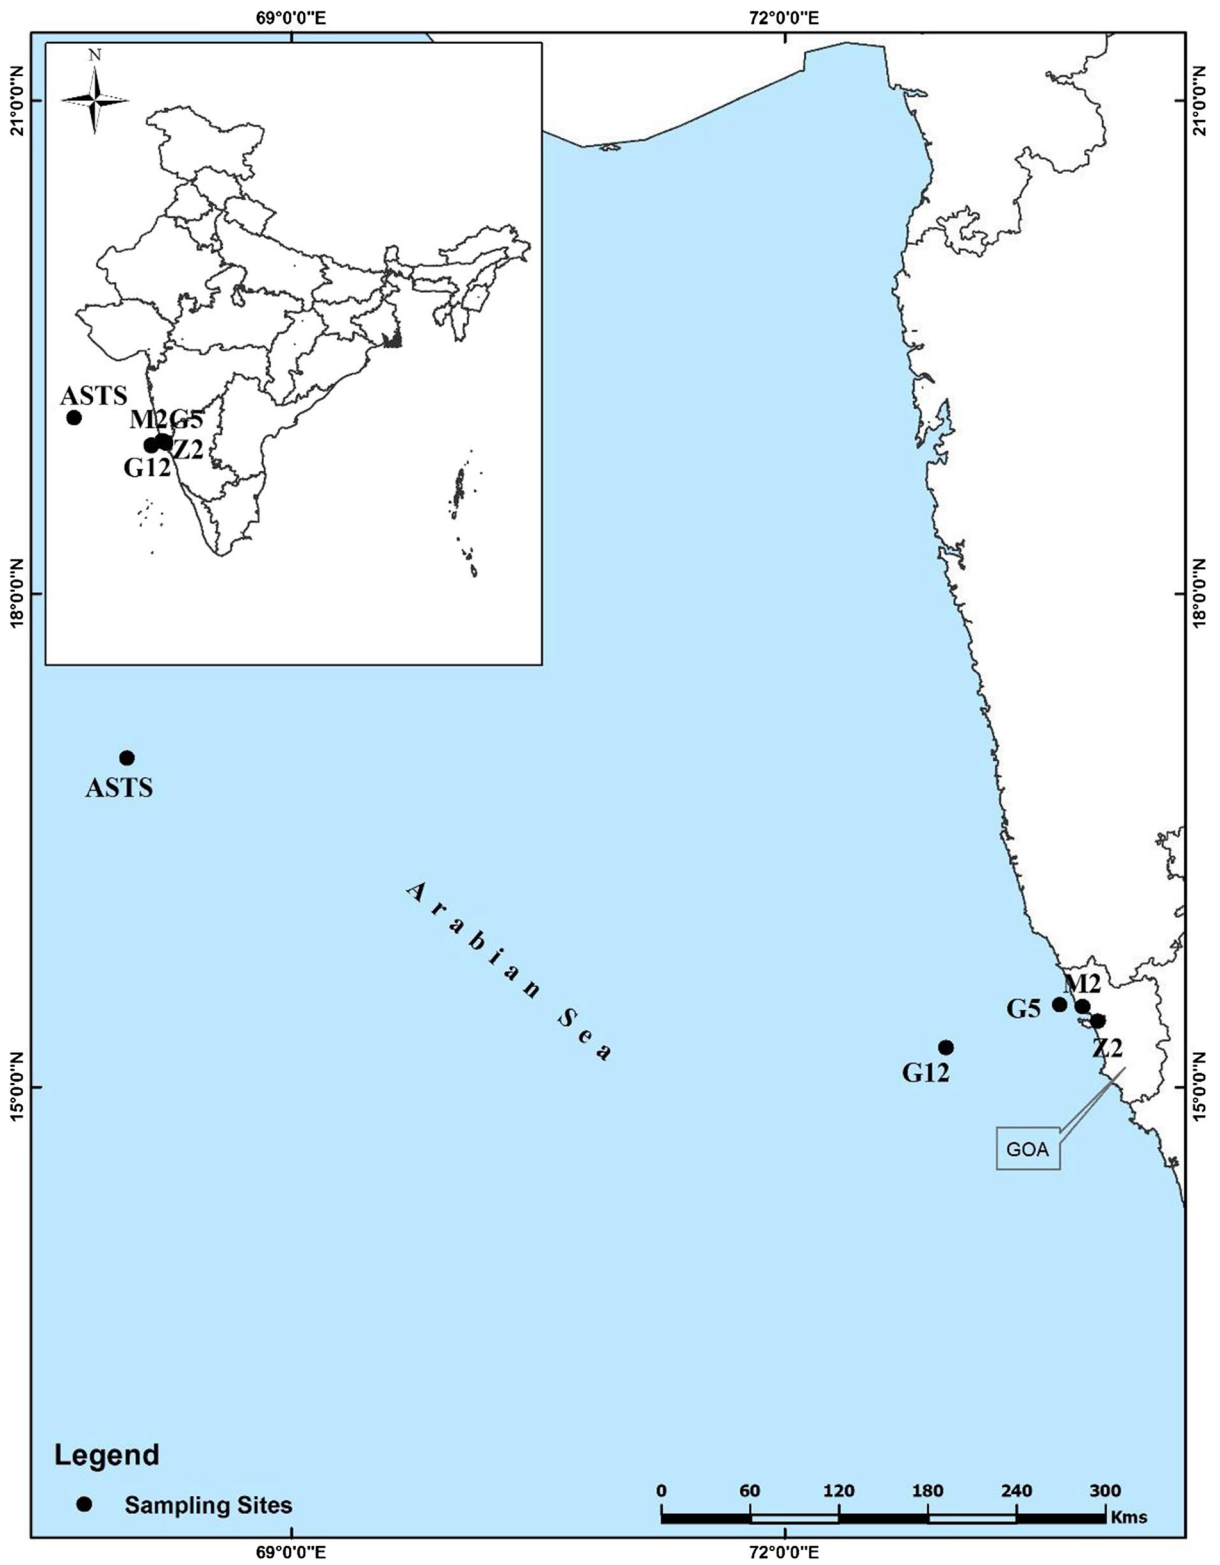 69°0'0"E 72°0'0"E
N
21°0'0"N 21°0'0"N
ASTS
M2G5
Z2
G12
18°0'0"N 18°0'0"N
ASTS
Arabian Sea
M2
G5
Z2
G12
15°0'0"N 15°0'0"N
GOA
Legend
Sampling Sites
0 60 120 180 240 300
Kms
69°0'0"E 72°0'0"E